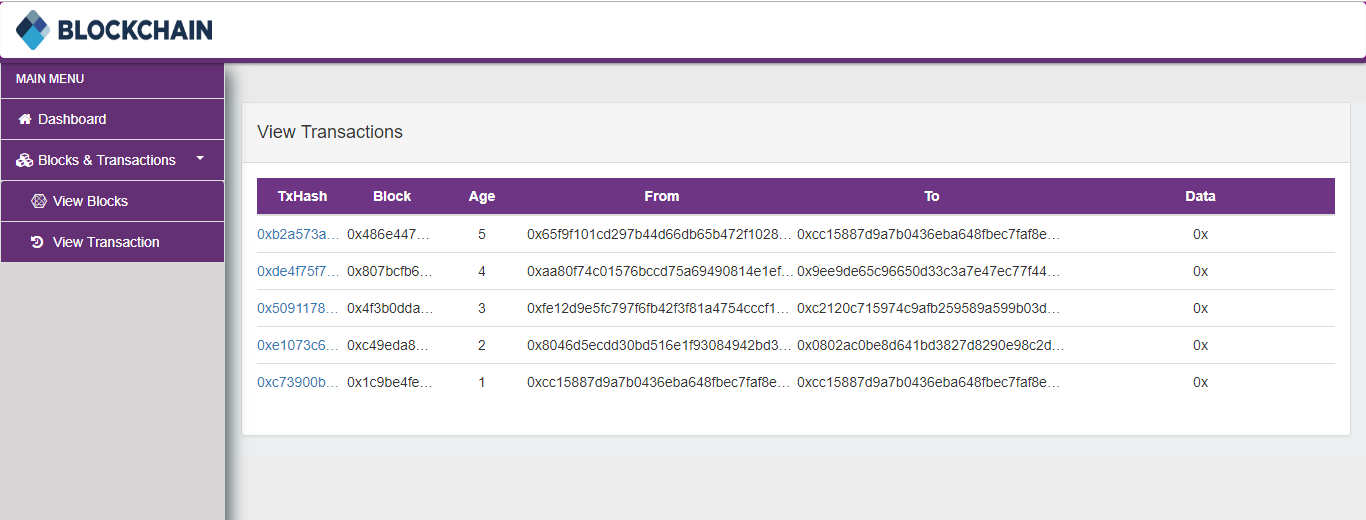 BLOCKCHAIN
MAIN MENU
Dashboard
Blocks & Transactions
View Blocks
View Transaction
View Transactions
TxHash Block Age From To Data
0xb2a573a... 0x486e447... 5 0x65f9f101cd297b44d66db65b472f1028... 0xcc15887d9a7b0436eba648fbec7faf8e... 0x
0xde4f75f7... 0x807bcfb6... 4 0xaa80f74c01576bccd75a69490814e1ef... 0x9ee9de65c96650d33c3a7e47ec77f44... 0x
0x5091178... 0x4f3b0dda... 3 0xfe12d9e5fc797f6fb42f3f81a4754cccf1... 0xc2120c715974c9afb259589a599b03d... 0x
0xe1073c6... 0xc49eda8... 2 0x8046d5ecdd30bd516e1f93084942bd3... 0x0802ac0be8d641bd3827d8290e98c2d... 0x
0xc73900b... 0x1c9be4fe... 1 0xcc15887d9a7b0436eba648fbec7faf8e... 0xcc15887d9a7b0436eba648fbec7faf8e... 0x